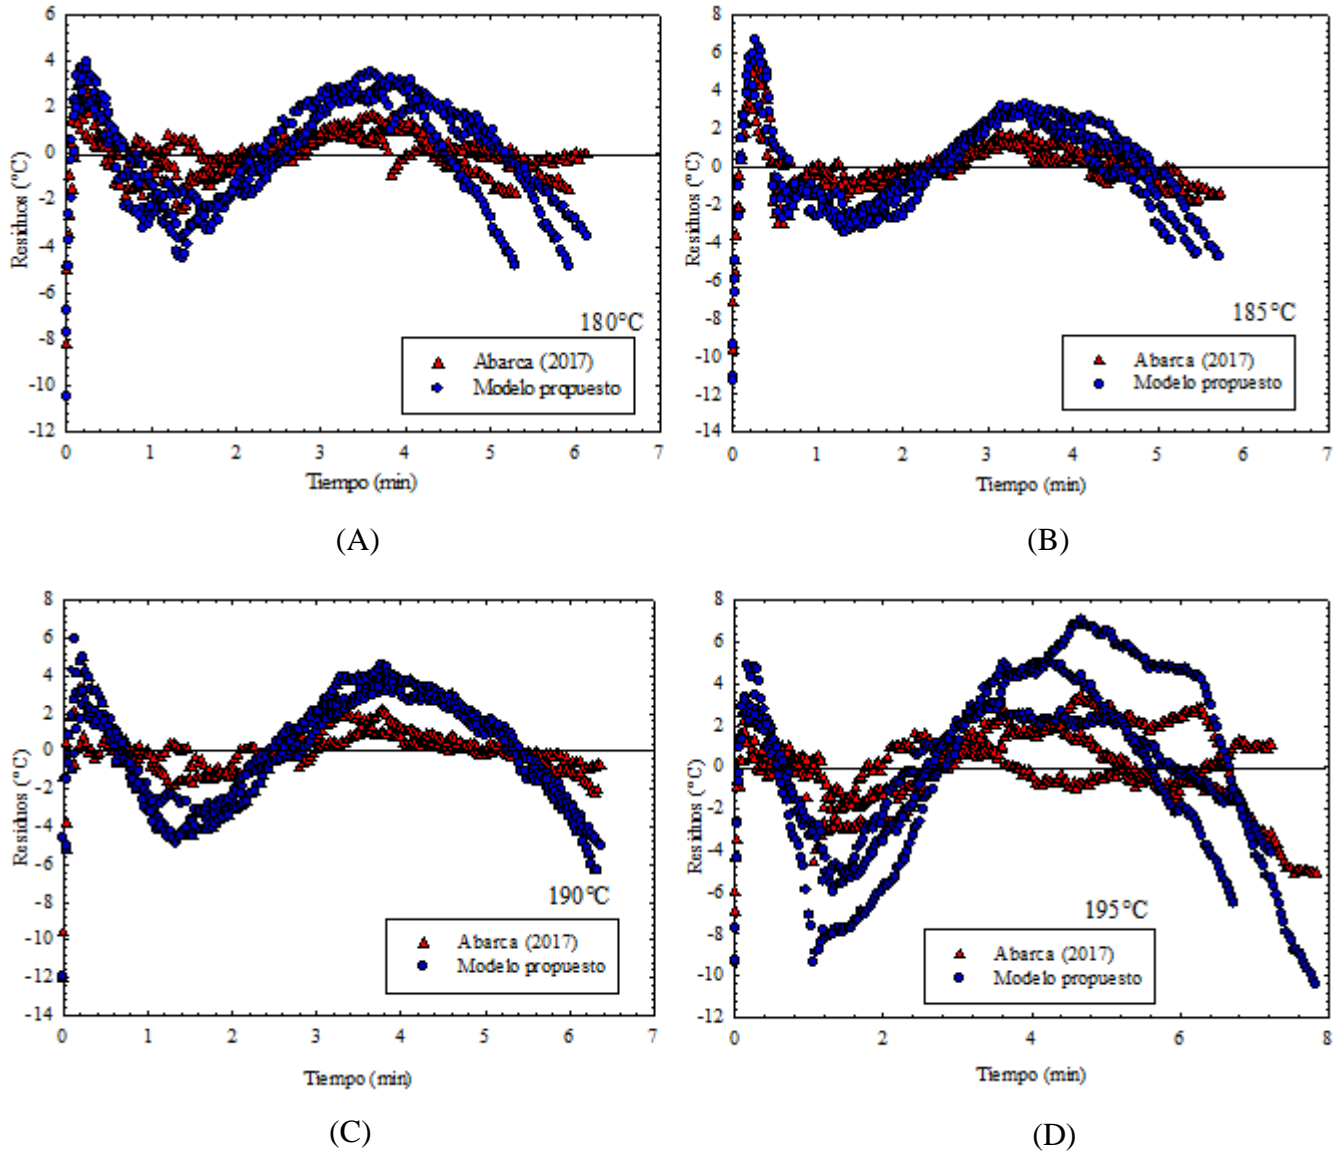 6
4
2
0
-2
-4
-6
-8
-10
-12
Residuos (°C)
0 1 2 3 4 5 6 7
Tiempo (min)
180°C
Abarca (2017)
Modelo propuesto
(A)
8
6
4
2
0
-2
-4
-6
-8
-10
-12
-14
Residuos (°C)
0 1 2 3 4 5 6 7
Tiempo (min)
185°C
Abarca (2017)
Modelo propuesto
(B)
8
6
4
2
0
-2
-4
-6
-8
-10
-12
-14
Residuos (°C)
0 1 2 3 4 5 6 7
Tiempo (min)
190°C
Abarca (2017)
Modelo propuesto
(C)
8
6
4
2
0
-2
-4
-6
-8
-10
-12
Residuos (°C)
0 2 4 6 8
Tiempo (min)
195°C
Abarca (2017)
Modelo propuesto
(D)